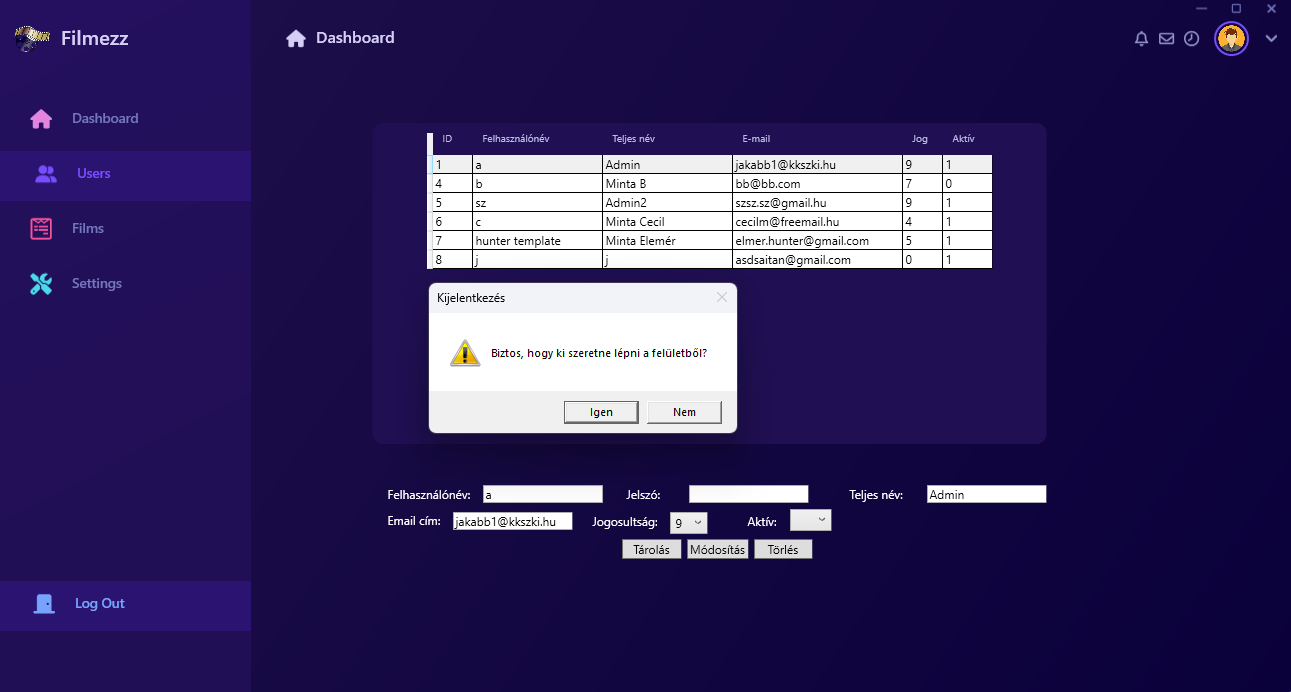 Filmezz
Dashboard
Dashboard
Users
Films
Settings
Log Out
ID Felhasználónév Teljes név E-mail Jog Aktív
1 a Admin jakabb1@kkszki.hu 9 1
4 b Minta B bb@bb.com 7 0
5 sz Admin2 szsz.sz@gmail.hu 9 1
6 c Minta Cecil cecilm@freemail.hu 4 1
7 hunter template Minta Elemér elmer.hunter@gmail.com 5 1
8 j j asdsaitan@gmail.com 0 1
Kijelentkezés
Biztos, hogy ki szeretne lépni a felületből?
Igen Nem
Felhasználónév: a Jelszó: Teljes név: Admin
Email cím: jakabb1@kkszki.hu Jogosultság: 9 Aktív:
Tárolás Módosítás Törlés